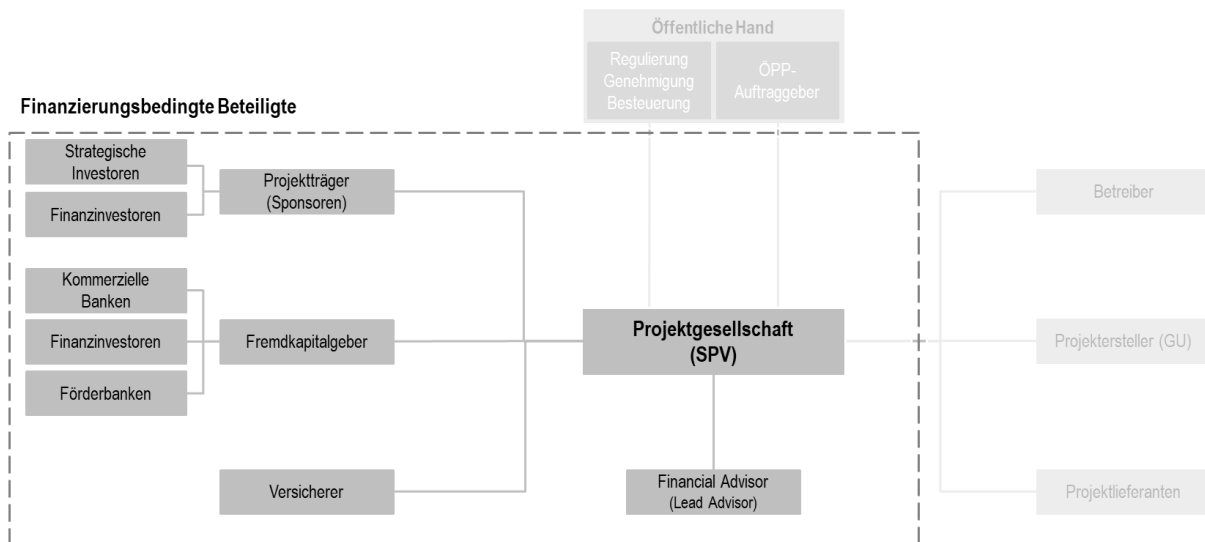 Öffentliche Hand
Regulierung
Genehmigung
Besteuerung
ÖPP-
Auftraggeber
Finanzierungsbedingte Beteiligte
Strategische
Investoren
Finanzinvestoren
Projektträger
(Sponsoren)
Betreiber
Kommerzielle
Banken
Finanzinvestoren
Förderbanken
Fremdkapitalgeber
Projektgesellschaft
(SPV)
Projektersteller (GU)
Versicherer
Financial Advisor
(Lead Advisor)
Projektlieferanten